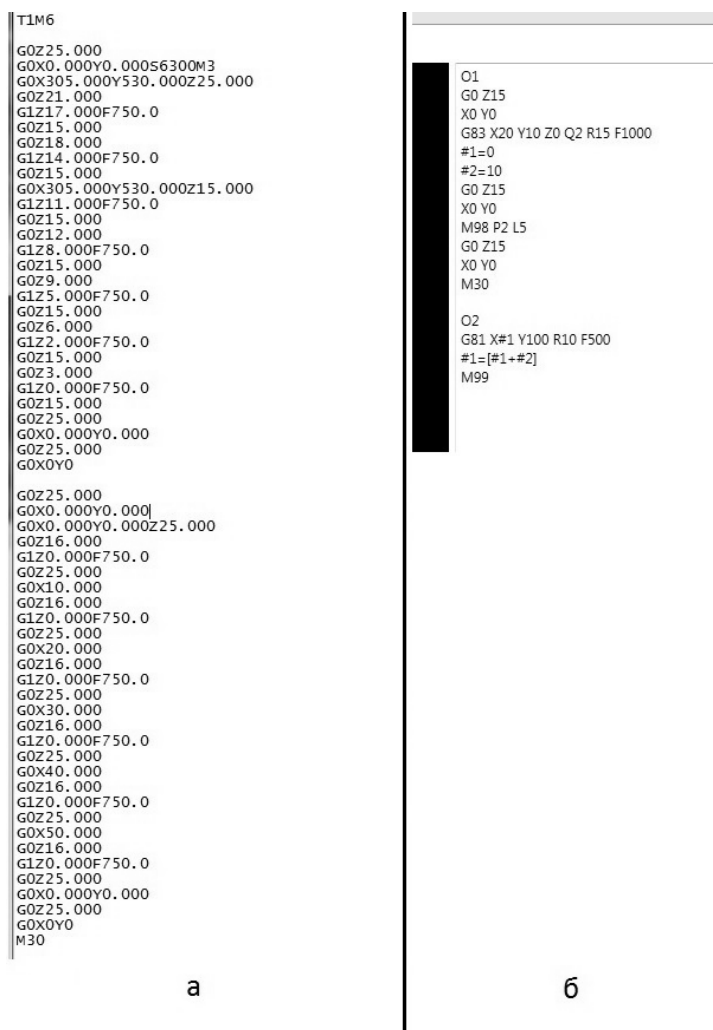 T1M6
G0Z25.000
G0X0.000Y0.000S6300M3
G0X305.000Y530.000Z25.000
G0Z21.000
G1Z17.000F750.0
G0Z15.000
G0Z18.000
G1Z14.000F750.0
G0Z15.000
G0X305.000Y530.000Z15.000
G1Z11.000F750.0
G0Z15.000
G0Z12.000
G1Z8.000F750.0
G0Z15.000
G0Z9.000
G1Z5.000F750.0
G0Z15.000
G0Z6.000
G1Z2.000F750.0
G0Z15.000
G0Z3.000
G1Z0.000F750.0
G0Z15.000
G0Z25.000
G0X0.000Y0.000
G0Z25.000
G0X0Y0
G0Z25.000
G0X0.000Y0.000
G0X0.000Y0.000Z25.000
G0Z16.000
G1Z0.000F750.0
G0Z25.000
G0X10.000
G0Z16.000
G1Z0.000F750.0
G0Z25.000
G0X20.000
G0Z16.000
G1Z0.000F750.0
G0Z25.000
G0X30.000
G0Z16.000
G1Z0.000F750.0
G0Z25.000
G0X40.000
G0Z16.000
G1Z0.000F750.0
G0Z25.000
G0X50.000
G0Z16.000
G1Z0.000F750.0
G0Z25.000
G0X0.000Y0.000
G0Z25.000
G0X0Y0
M30
а
O1
G0 Z15
X0 Y0
G83 X20 Y10 Z0 Q2 R15 F1000
#1=0
#2=10
G0 Z15
X0 Y0
M98 P2 L5
G0 Z15
X0 Y0
M30
O2
G81 X#1 Y100 R10 F500
#1=[#1+#2]
M99
б